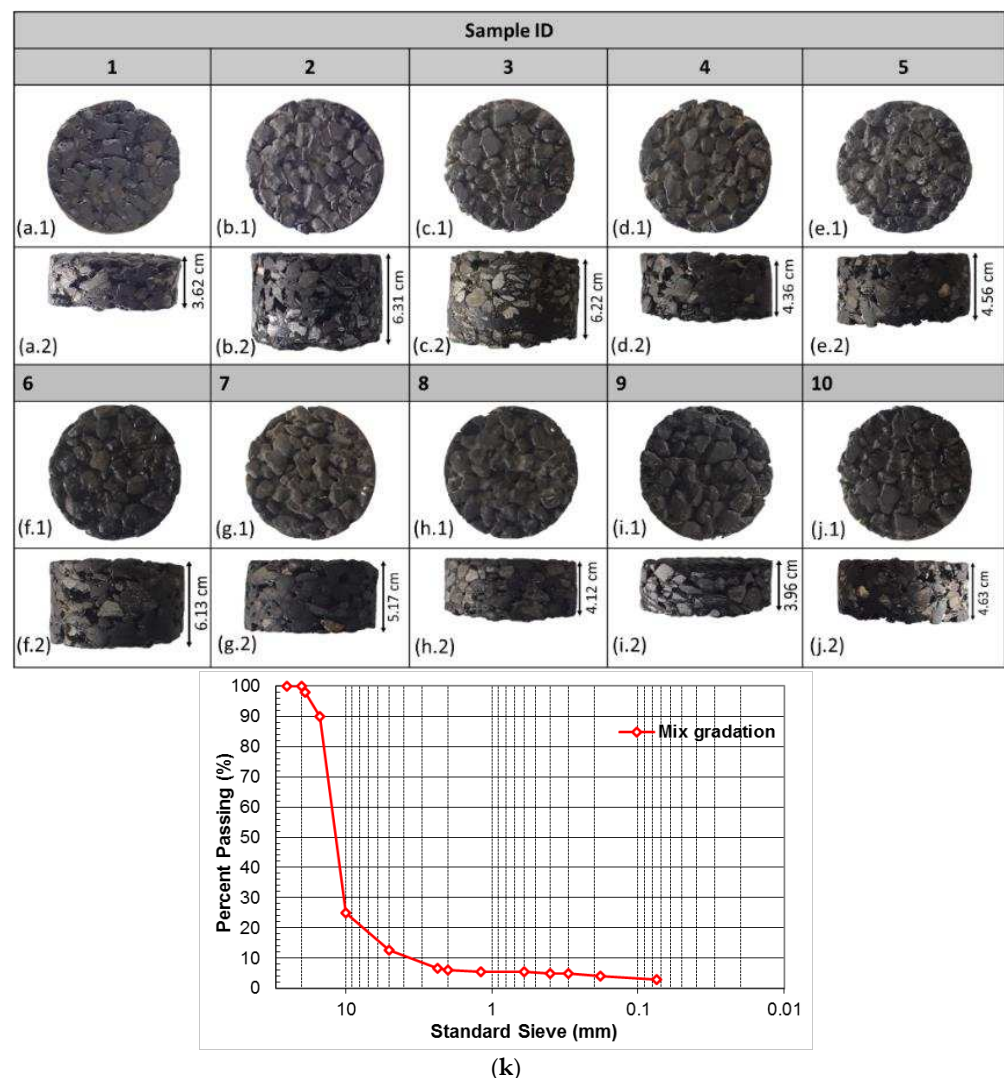 Sample ID
1 2 3 4 5
(a.1) (b.1) (c.1) (d.1) (e.1)
3.62 cm 6.31 cm 6.22 cm 4.36 cm 4.56 cm
(a.2) (b.2) (c.2) (d.2) (e.2)
6 7 8 9 10
(f.1) (g.1) (h.1) (i.1) (j.1)
6.13 cm 5.17 cm 4.12 cm 3.96 cm 4.63 cm
(f.2) (g.2) (h.2) (i.2) (j.2)
100
90
80
70
60
50
40
30
20
10
0
Percent Passing (%)
Mix gradation
10 1 0.1 0.01
Standard Sieve (mm)
(k)